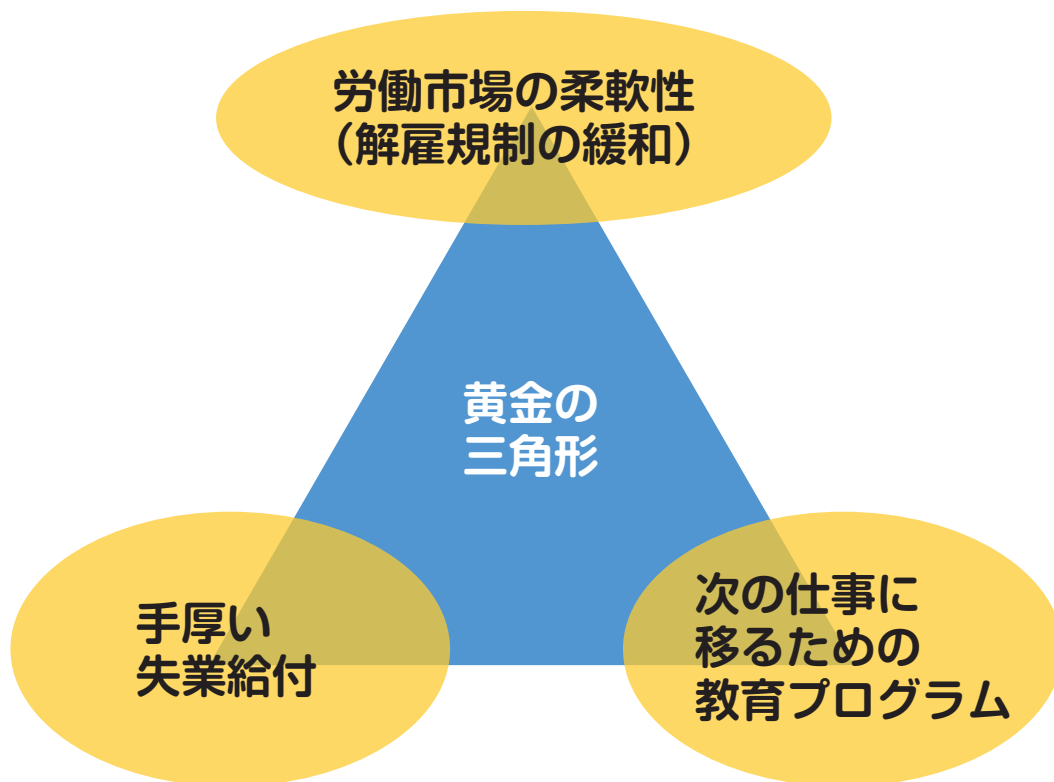 労働市場の柔軟性
（解雇規制の緩和）
黄金の
三角形
手厚い
失業給付
次の仕事に
移るための
教育プログラム